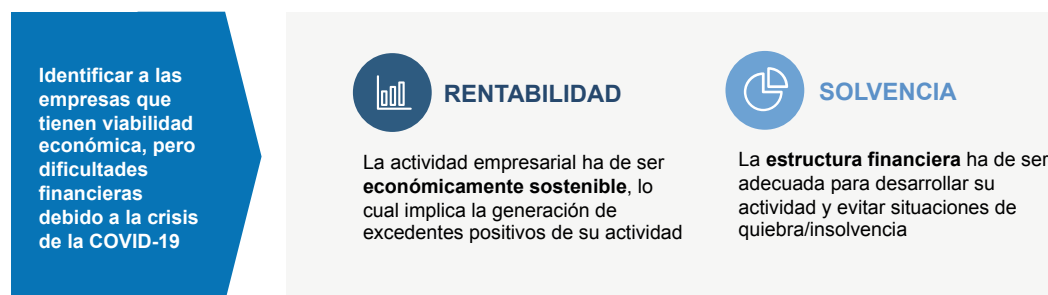 Identificar a las
empresas que
tienen viabilidad
económica, pero
dificultades
financieras
debido a la crisis
de la COVID-19
RENTABILIDAD
La actividad empresarial ha de ser
económicamente sostenible, lo
cual implica la generación de
excedentes positivos de su actividad
SOLVENCIA
La estructura financiera ha de ser
adecuada para desarrollar su
actividad y evitar situaciones de
quiebra/insolvencia